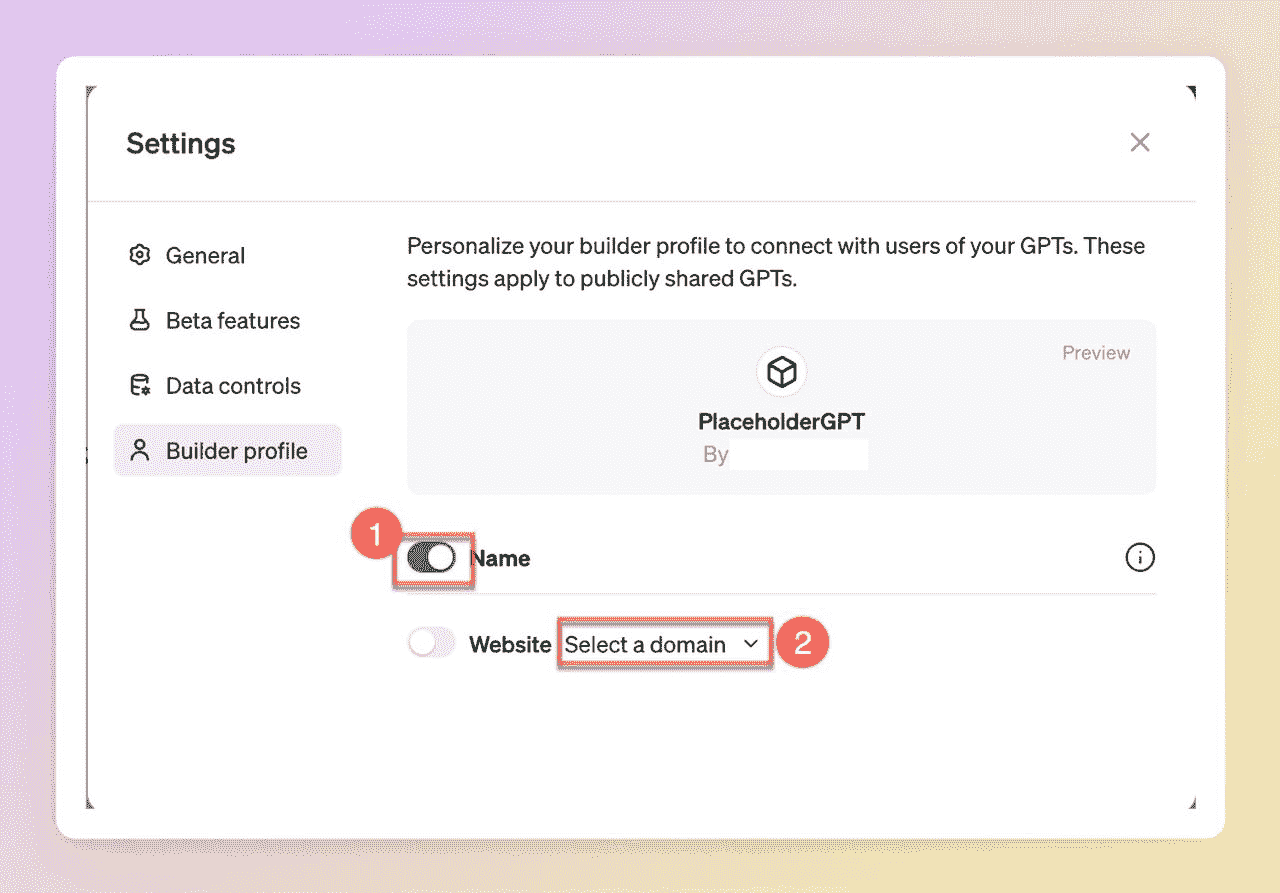 Settings
General
Beta features
Data controls
Builder profile
Personalize your builder profile to connect with users of your GPTs. These
settings apply to publicly shared GPTs.
Preview
PlaceholderGPT
By
1
Name
Website Select a domain
2